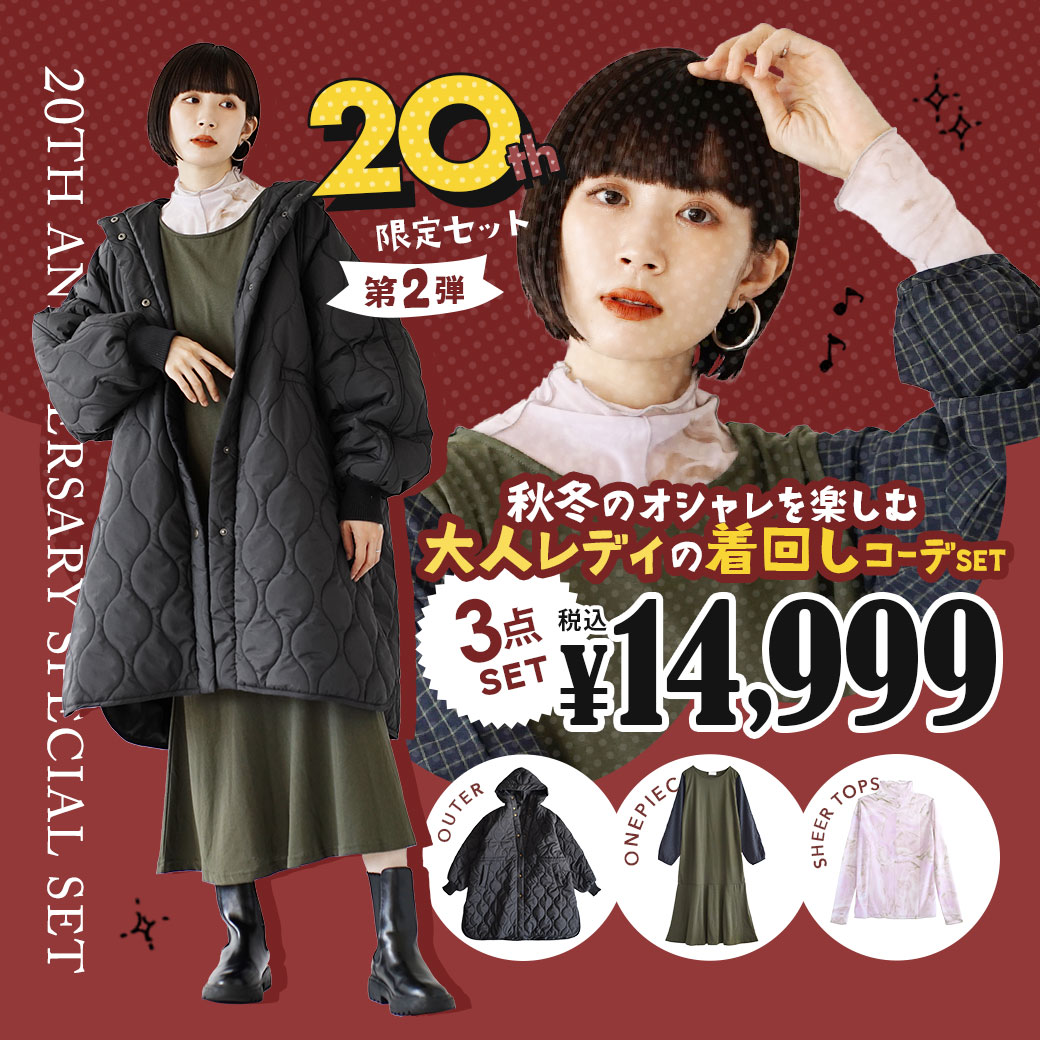 20TH AN ERSARY SPECIAL SET
20th
限定セット
第2弾
秋冬のオシャレを楽しむ
大人レディの着回しコーデSET
3点
SET
税込
¥14,999
OUTER
ONEPIEC
SHEER TOPS